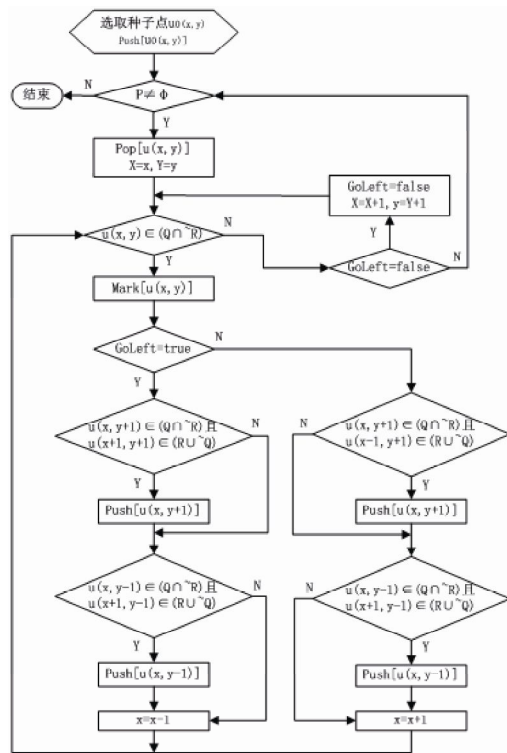 选取种子点u0(x,y)
Push[u0(x,y)]
N
结束
P≠Φ
Y
Pop[u(x,y)]
X=x,Y=y
GoLeft=false
X=X+1,y=Y+1
Y
u(x,y)∈(Q∩~R)
N
GoLeft=false
N
Y
Mark[u(x,y)]
GoLeft=true
N
Y
u(x,y+1)∈(Q∩~R)且
u(x+1,y+1)∈(R∪~Q)
N
Y
Push[u(x,y+1)]
u(x,y-1)∈(Q∩~R)且
u(x+1,y-1)∈(R∪~Q)
N
Y
Push[u(x,y-1)]
x=x-1
u(x,y+1)∈(Q∩~R)且
u(x-1,y+1)∈(R∪~Q)
N
Y
Push[u(x,y+1)]
u(x,y-1)∈(Q∩~R)且
u(x+1,y-1)∈(R∪~Q)
N
Y
Push[u(x,y-1)]
x=x+1